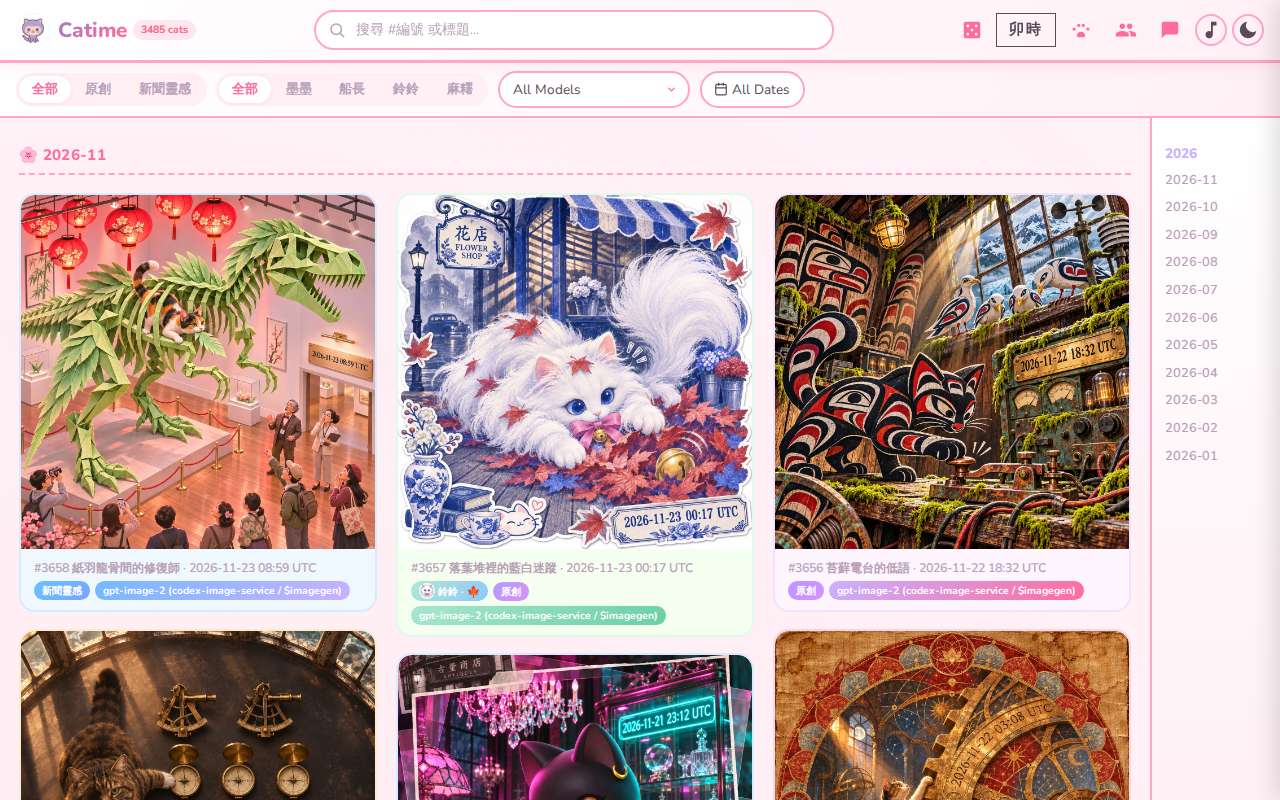 Catime
3485 cats
搜尋 #編號 或標題...
卯時
全部
原創
新聞靈感
全部
墨墨
船長
鈴鈴
麻糬
All Models
All Dates
2026-11
2026
2026-11
2026-10
2026-09
2026-08
2026-07
2026-06
2026-05
2026-04
2026-03
2026-02
2026-01
2026-11-23 08:59 UTC
#3658 紙羽龍骨間的修復師 · 2026-11-23 08:59 UTC
新聞靈感
gpt-image-2 (codex-image-service / $imagegen)
花店
FLOWER
SHOP
2026-11-23 00:17 UTC
#3657 落葉堆裡的藍白迷蹤 · 2026-11-23 00:17 UTC
鈴鈴 · 🍁
原創
gpt-image-2 (codex-image-service / $imagegen)
2026-11-22 18:32 UTC
#3656 苔蘚電台的低語 · 2026-11-22 18:32 UTC
原創
gpt-image-2 (codex-image-service / $imagegen)
古董商店
2026-11-21 23:12 UTC
2026-11-22 03:08 UTC